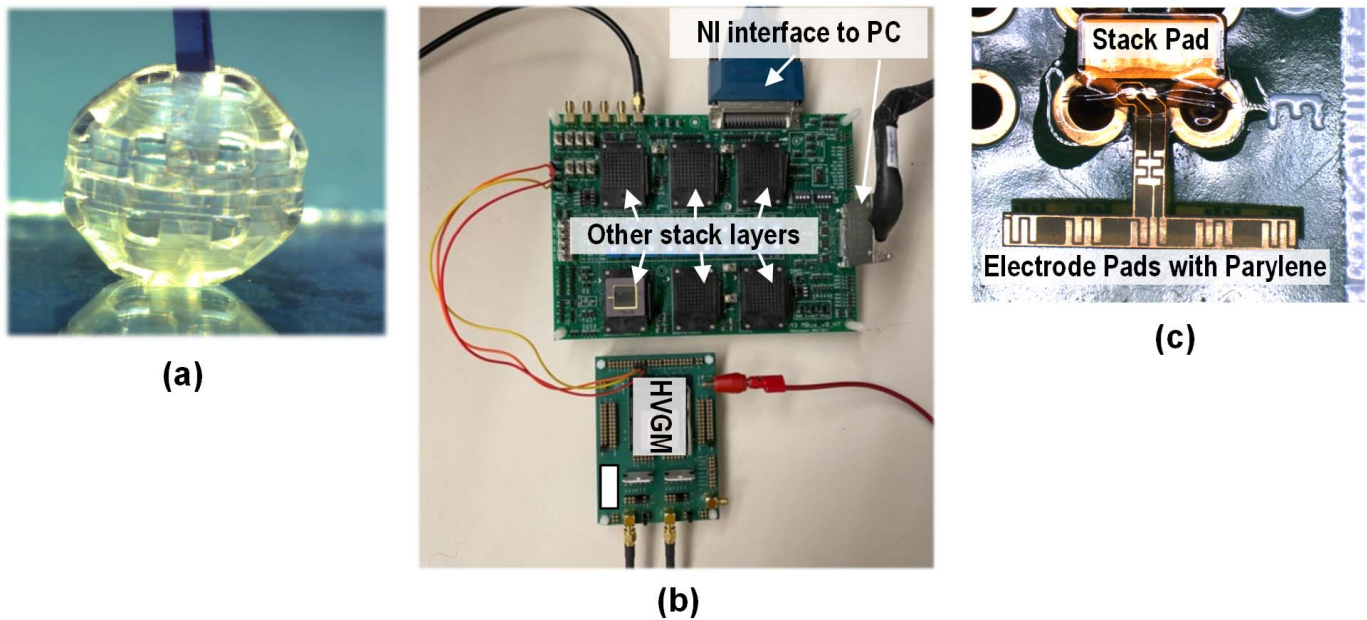 NI interface to PC
Other stack layers
HVGM
Stack Pad
Electrode Pads with Parylene
(a)
(b)
(c)